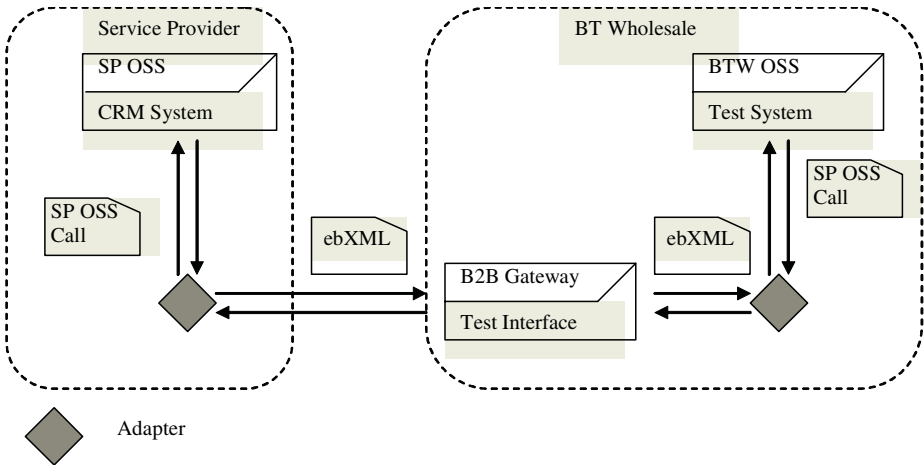 Service Provider
BT Wholesale
SP OSS
CRM System
BTW OSS
Test System
SP OSS
Call
SP OSS
Call
ebXML
ebXML
B2B Gateway
Test Interface
Adapter